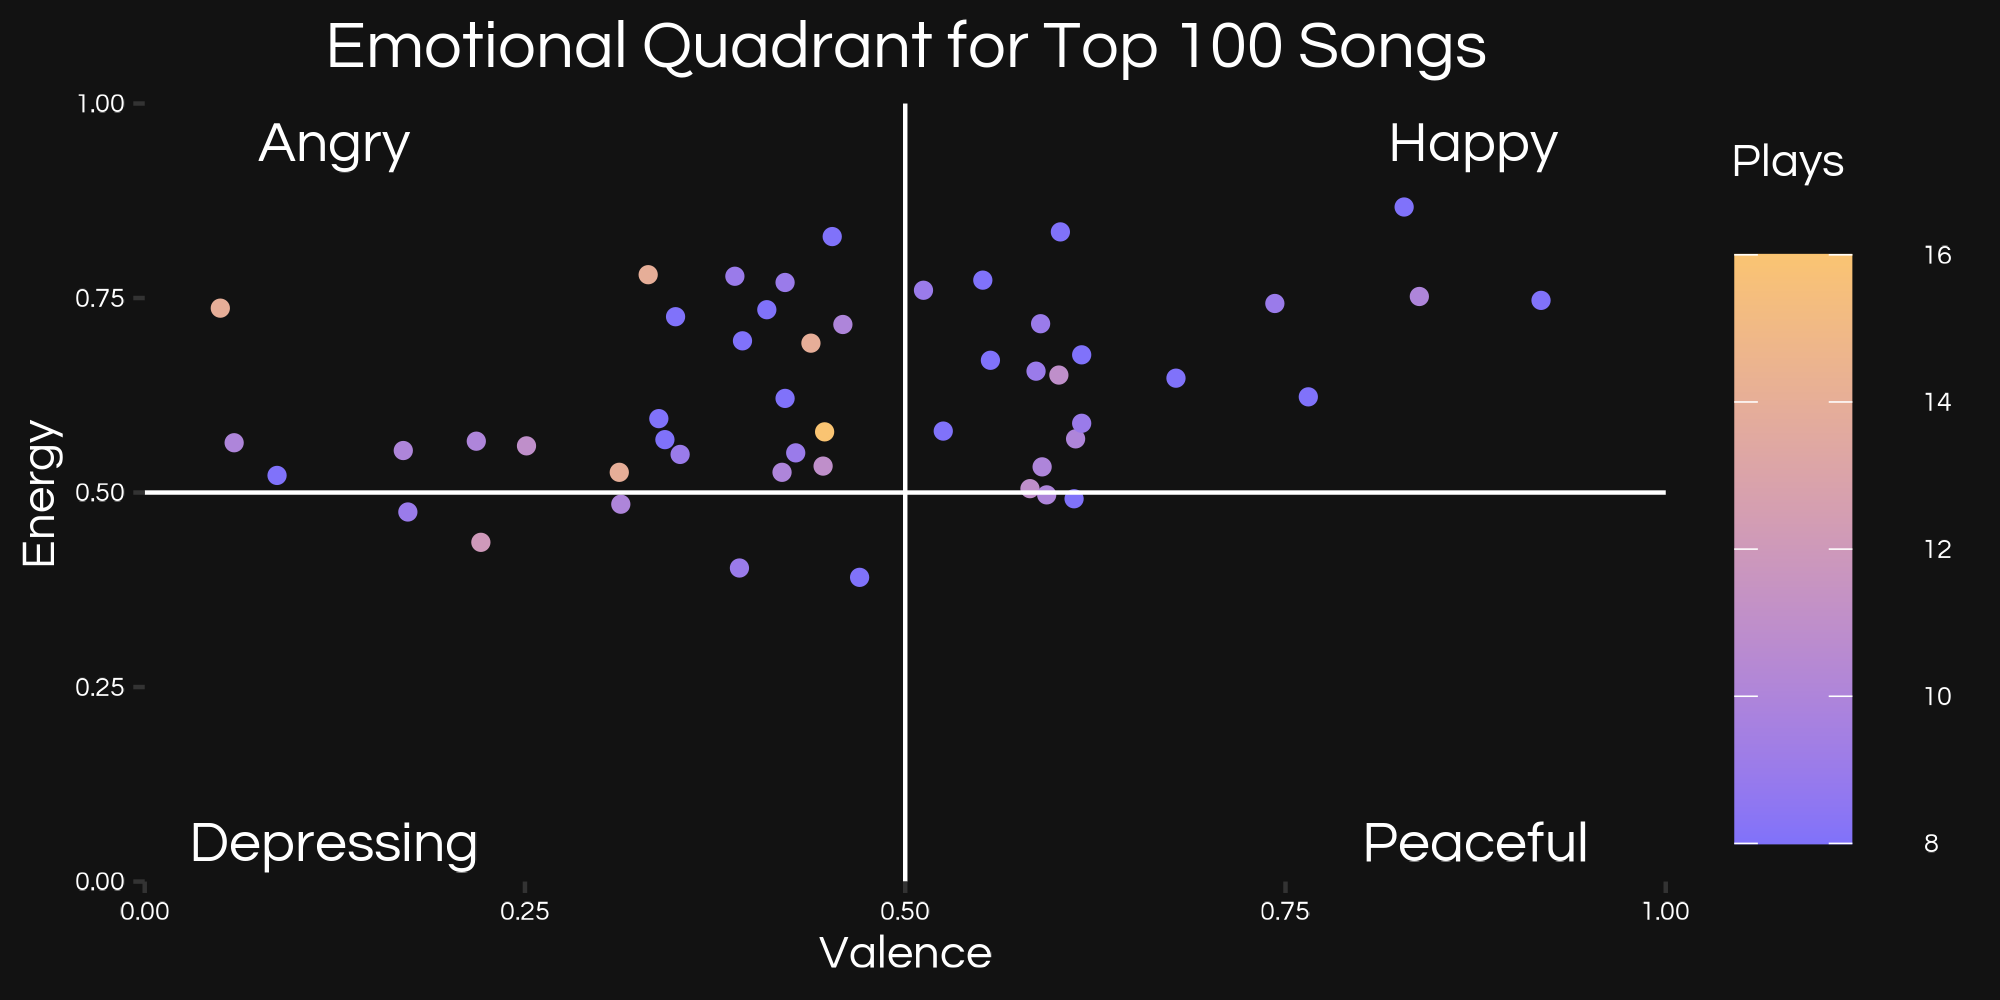 Emotional Quadrant for Top 100 Songs
1.00
Angry
Happy
Plays
16
0.75
14
Energy
0.50
12
0.25
10
Depressing
Peaceful
8
0.00
0.00
0.25
0.50
0.75
1.00
Valence